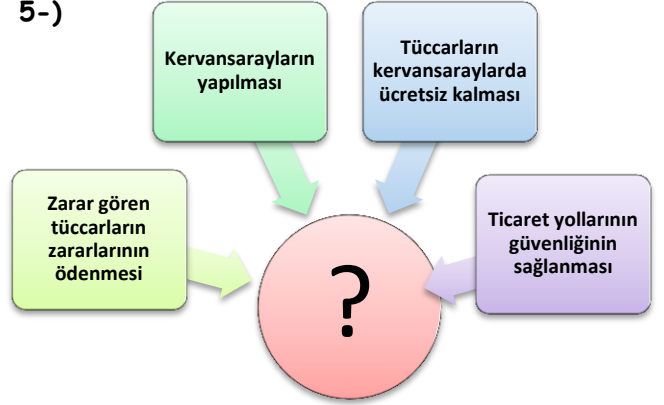 5-)
Kervansarayların
yapılması
Tüccarların
kervansaraylarda
ücretsiz kalması
Zarar gören
tüccarların
zararlarının
ödenmesi
Ticaret yollarının
güvenliğinin
sağlanması
?